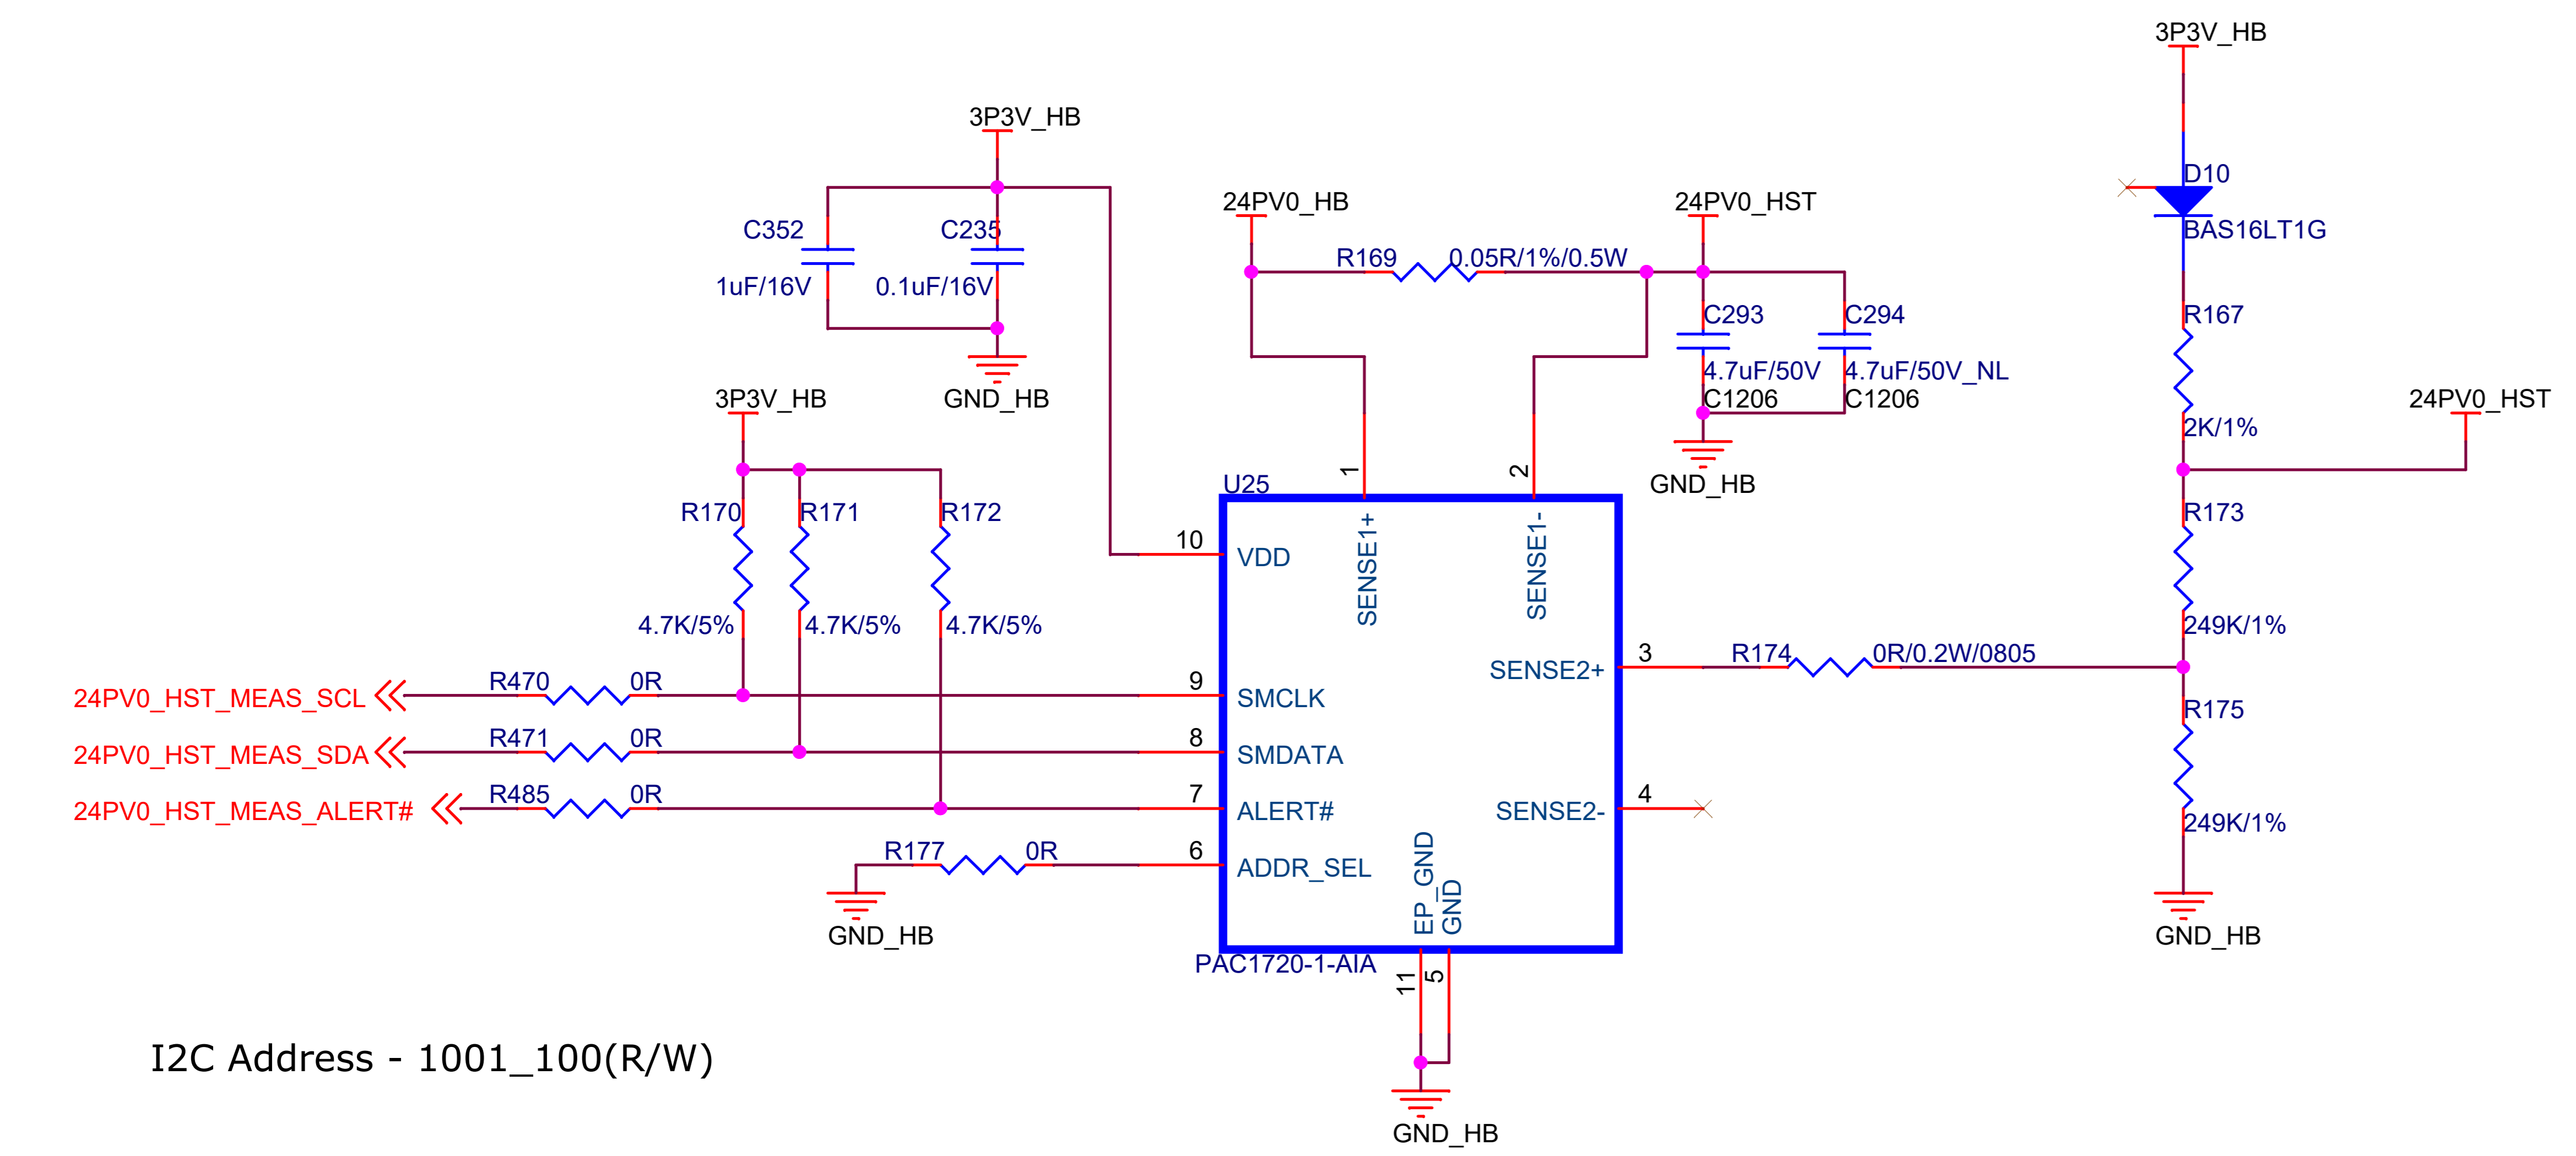 3P3V_HB
3P3V_HB
D10
BAS16LT1G
24PV0_HB
24PV0_HST
C352
C235
1uF/16V
0.1uF/16V
GND_HB
R169
0.05R/1%/0.5W
C293
C294
4.7uF/50V
4.7uF/50V_NL
C1206
C1206
GND_HB
R167
2K/1%
24PV0_HST
3P3V_HB
R170
R171
R172
4.7K/5%
4.7K/5%
4.7K/5%
U25
1
2
SENSE1+
SENSE1-
10
VDD
R173
249K/1%
SENSE2+
3
R174
0R/0.2W/0805
24PV0_HST_MEAS_SCL
R470
0R
9
SMCLK
R175
249K/1%
24PV0_HST_MEAS_SDA
R471
0R
8
SMDATA
24PV0_HST_MEAS_ALERT#
R485
0R
7
ALERT#
SENSE2-
4
R177
0R
6
ADDR_SEL
EP_GND
GND
GND_HB
GND_HB
PAC1720-1-AIA
11
5
GND_HB
I2C Address - 1001_100(R/W)